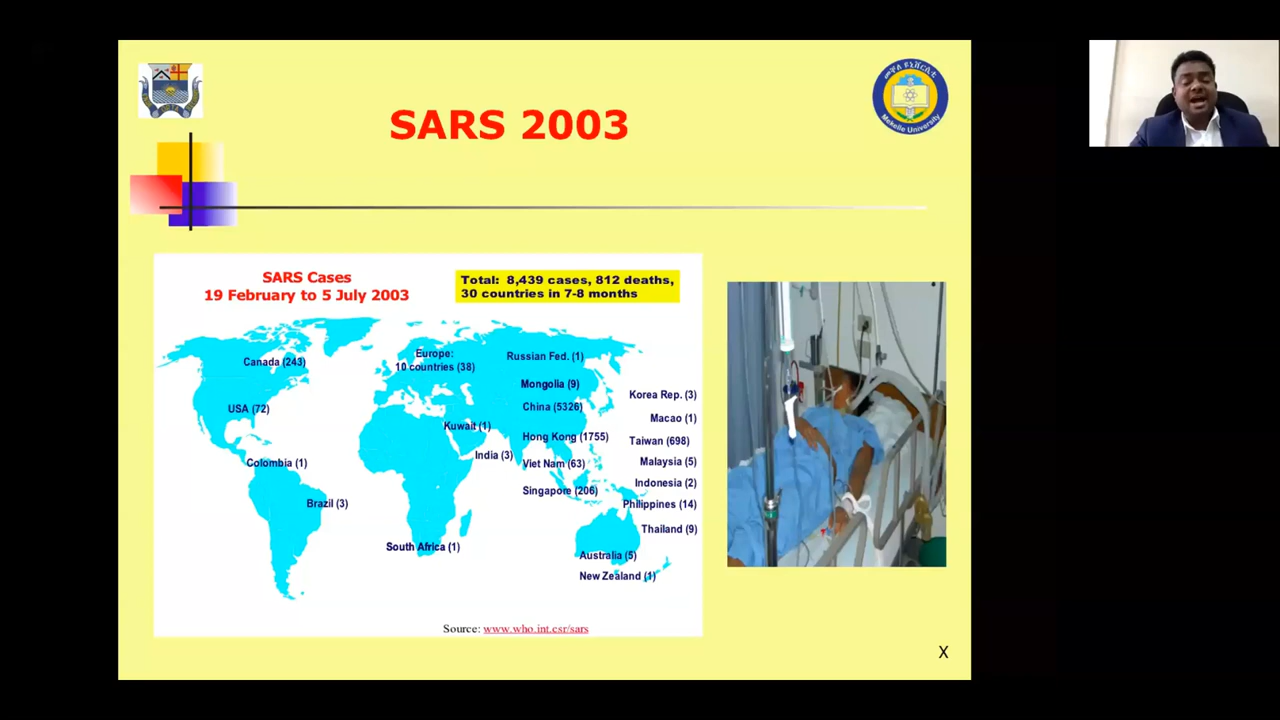 SARS 2003
መቐለ ዩኒቨርሲቲ
Mekelle University
SARS Cases
19 February to 5 July 2003
Total: 8,439 cases, 812 deaths,
30 countries in 7-8 months
Canada (243)
Europe:
10 countries (38)
Russian Fed. (1)
Mongolia (9)
Korea Rep. (3)
USA (72)
China (5326)
Macao (1)
Kuwait (1)
Hong Kong (1755)
Taiwan (698)
India (3)
Colombia (1)
Viet Nam (63)
Malaysia (5)
Singapore (206)
Indonesia (2)
Brazil (3)
Philippines (14)
Thailand (9)
South Africa (1)
Australia (5)
New Zealand (1)
Source: www.who.int.csr/sars
X